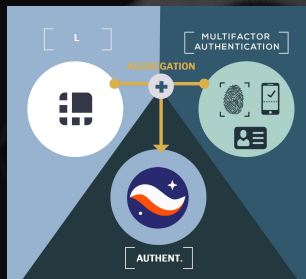 [ L ]
[ MULTIFACTOR
AUTHENTICATION ]
AGGREGATION
[ AUTHENT. ]